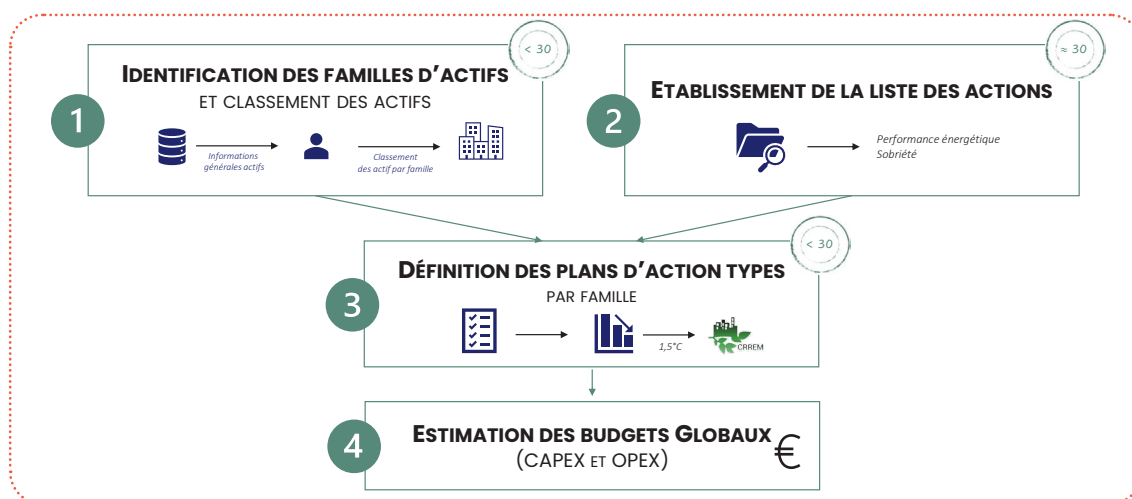 < 30
IDENTIFICATION DES FAMILLES D'ACTIFS
ET CLASSEMENT DES ACTIFS
1
Informations
générales actifs
Classement
des actif par famille
≈ 30
ETABLISSEMENT DE LA LISTE DES ACTIONS
2
Performance énergétique
Sobriété
< 30
DÉFINITION DES PLANS D'ACTION TYPES
PAR FAMILLE
3
1,5°C
CRREM
4
ESTIMATION DES BUDGETS GLOBAUX
(CAPEX ET OPEX)
€